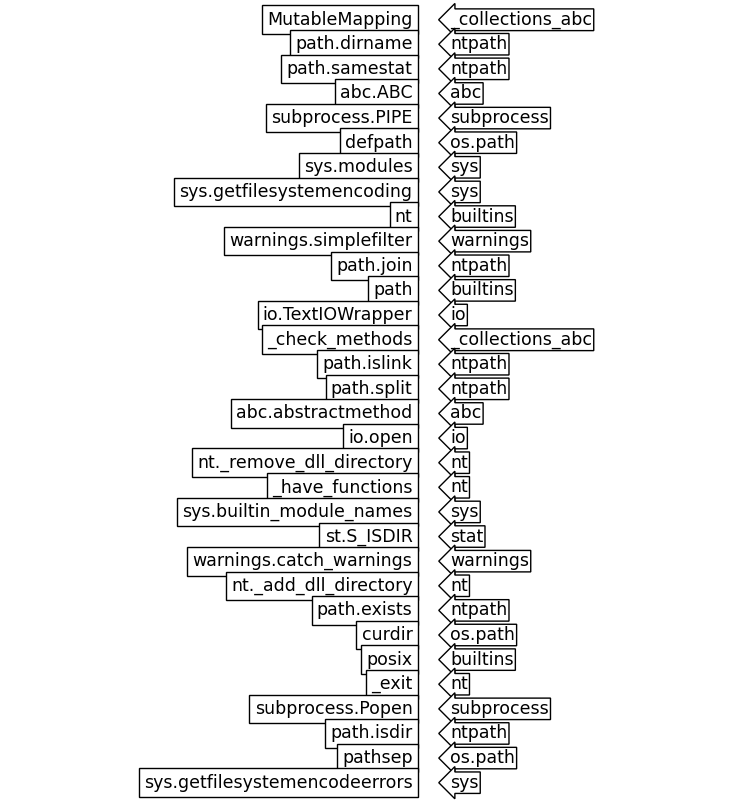 MutableMapping _collections_abc
path.dirname ntpath
path.samestat ntpath
abc.ABC abc
subprocess.PIPE subprocess
defpath os.path
sys.modules sys
sys.getfilesystemencoding sys
nt builtins
warnings.simplefilter warnings
path.join ntpath
path builtins
io.TextIOWrapper io
_check_methods _collections_abc
path.islink ntpath
path.split ntpath
abc.abstractmethod abc
io.open io
nt._remove_dll_directory nt
_have_functions nt
sys.builtin_module_names sys
st.S_ISDIR stat
warnings.catch_warnings warnings
nt._add_dll_directory nt
path.exists ntpath
curdir os.path
posix builtins
_exit nt
subprocess.Popen subprocess
path.isdir ntpath
pathsep os.path
sys.getfilesystemencodeerrors sys